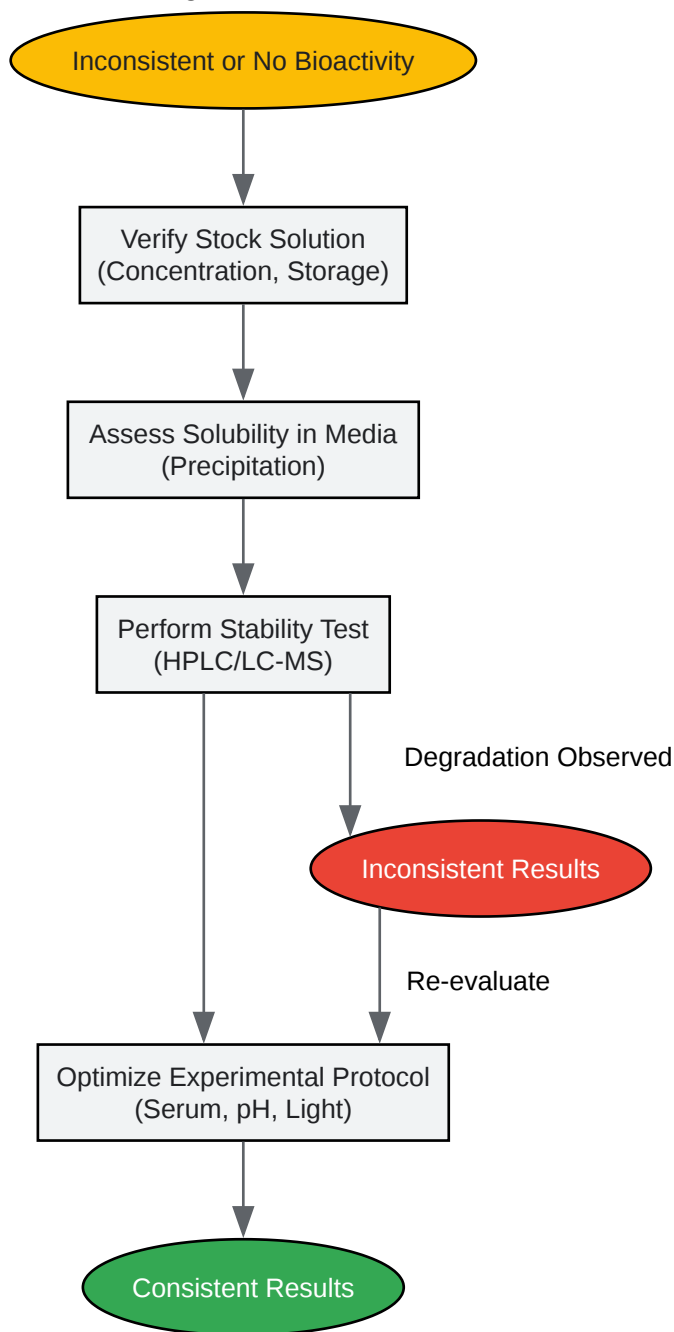 Inconsistent or No Bioactivity
Verify Stock Solution
(Concentration, Storage)
Assess Solubility in Media
(Precipitation)
Perform Stability Test
(HPLC/LC-MS)
Degradation Observed
Inconsistent Results
Re-evaluate
Optimize Experimental Protocol
(Serum, pH, Light)
Consistent Results